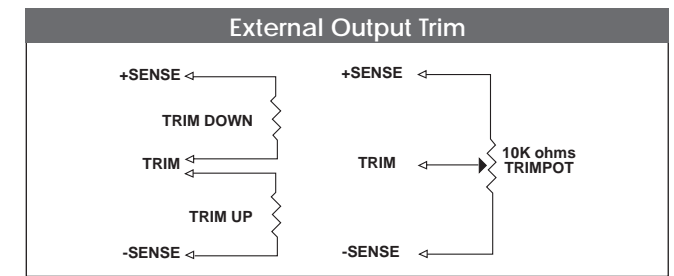 External Output Trim
+SENSE
TRIM DOWN
TRIM
TRIM UP
-SENSE
+SENSE
TRIM
10K ohms
TRIMPOT
-SENSE